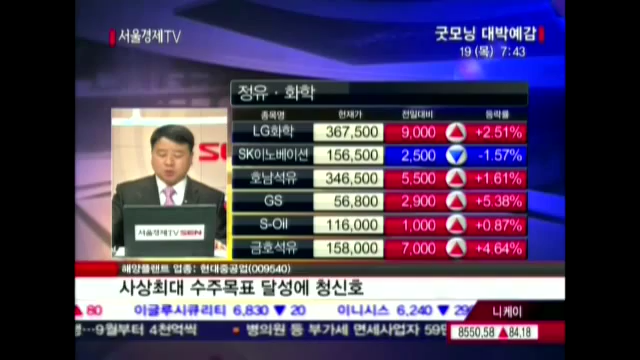 서울경제TV
굿모닝 대박예감
19 (목) 7:43
정유 · 화학
종목명 현재가 전일대비 등락률
LG화학 367,500 9,000 ▲ +2.51%
SK이노베이션 156,500 2,500 ▼ -1.57%
호남석유 346,500 5,500 ▲ +1.61%
GS 56,800 2,900 ▲ +5.38%
S-Oil 116,000 1,000 ▲ +0.87%
금호석유 158,000 7,000 ▲ +4.64%
서울경제TV SEN
해양플랜트 업종: 현대중공업(009540)
사상최대 수주목표 달성에 청신호
▲ 80 이글루시큐리티 6,830 ▼ 20 이니시스 6,240 ▼ 290
니케이
…9월부터 4천억씩 • 병의원 등 부가세 면세사업자 59만
8550,58 ▲84,18